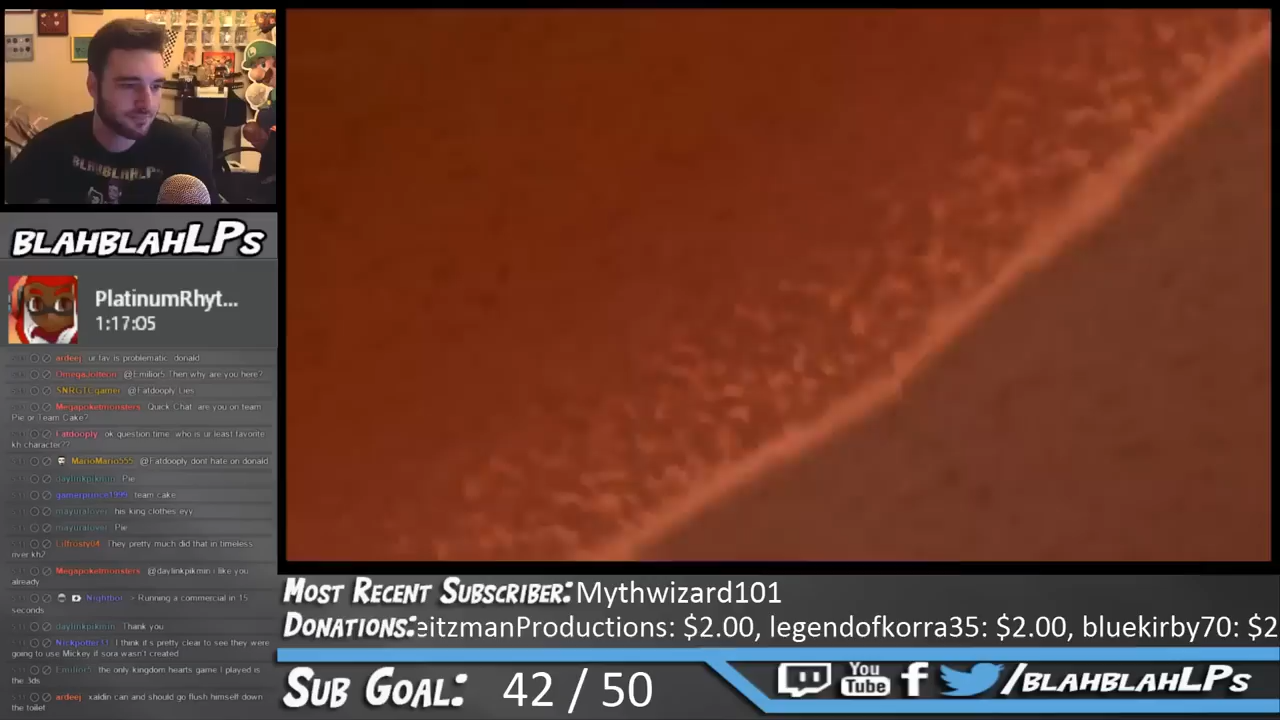 BLAHBLAHLPs
BLAHBLAHLPs
PlatinumRhyt...
1:17:05
ardeej ur fav is problematic donald
OmegaJolteon @Emilior5 Then why are you here?
@Fatdooply Lies
Megapoketmonsters Quick Chat: are you on team
Pie or Team Cake?
Fatdooply ok question time, who is ur least favorite
kh character??
MarioMario555 @Fatdooply dont hate on donald
daylinkpikmin Pie
gamerprince1999 team cake
mayuralover his king clothes eyy
mayuralover Pie
Lilfrosty04 They pretty much did that in timeless
river kh2
Megapoketmonsters @daylinkpikmin i like you
already
Nightbot > Running a commercial in 15
seconds
daylinkpikmin Thank you
Nickpotter11 I think it's pretty clear to see they were
going to use Mickey if sora wasn't created
Emilior5 the only kingdom hearts game I played is
the 3ds
ardeej xaldin can and should go flush himself down
the toilet
Most Recent Subscriber: Mythwizard101
Donations: eitzmanProductions: $2.00, legendofkorra35: $2.00, bluekirby70: $2
Sub Goal: 42 / 50
You
Tube
/BLAHBLAHLPs